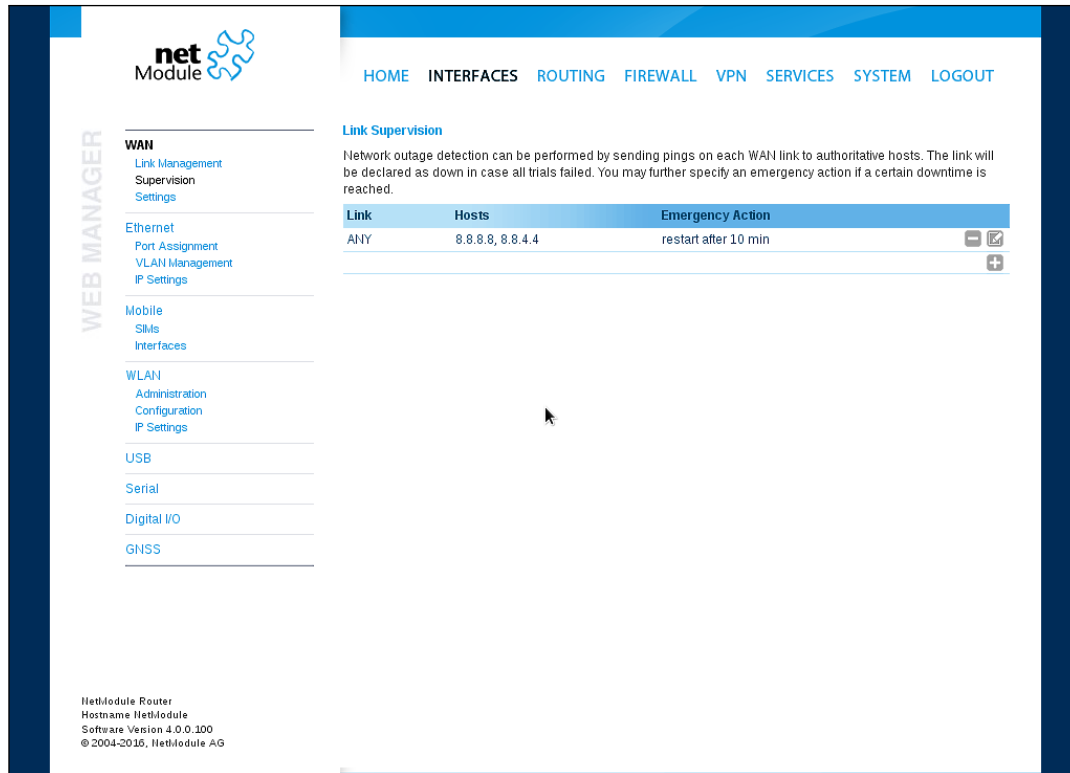 net
Module
HOME INTERFACES ROUTING FIREWALL VPN SERVICES SYSTEM LOGOUT
WEB MANAGER
WAN
Link Management
Supervision
Settings
Ethernet
Port Assignment
VLAN Management
IP Settings
Mobile
SIMs
Interfaces
WLAN
Administration
Configuration
IP Settings
USB
Serial
Digital I/O
GNSS
Link Supervision
Network outage detection can be performed by sending pings on each WAN link to authoritative hosts. The link will
be declared as down in case all trials failed. You may further specify an emergency action if a certain downtime is
reached.
Link Hosts Emergency Action
ANY 8.8.8.8, 8.8.4.4 restart after 10 min
NetModule Router
Hostname NetModule
Software Version 4.0.0.100
© 2004-2016, NetModule AG